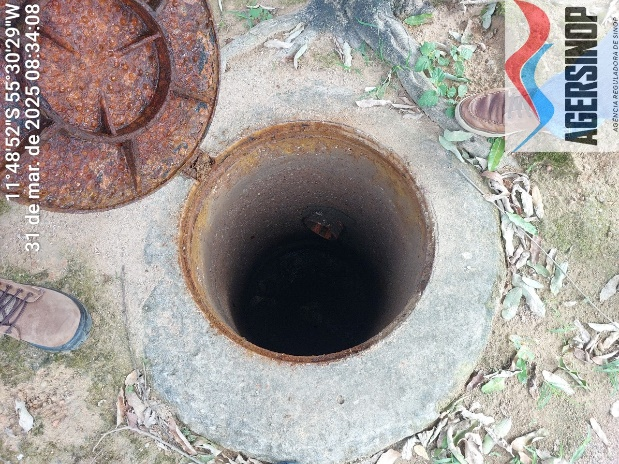 11°48'52"S 55°30'29"W
31 de mar. de 2025 08:34:08
AGERSINOP
AGÊNCIA REGULADORA DE SINOP